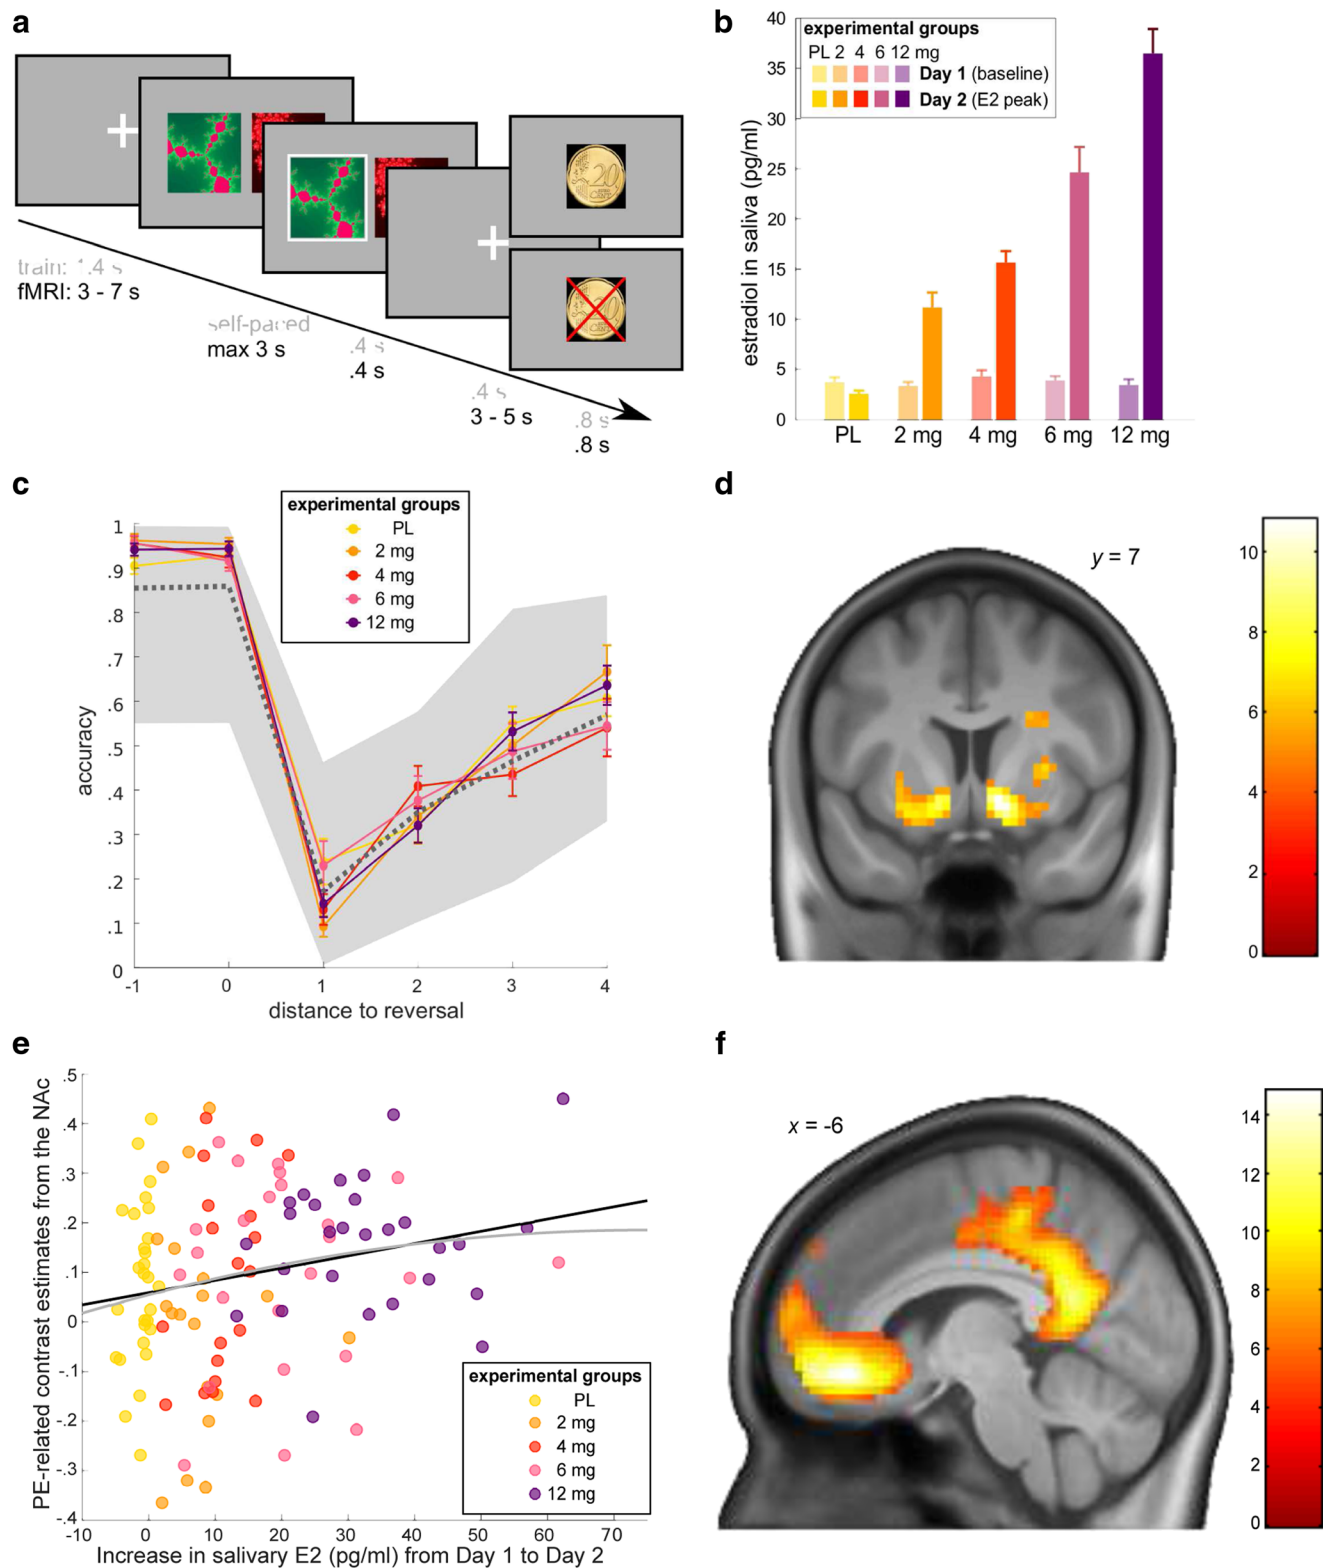 a
train: 1.4 s
fMRI: 3 - 7 s
self-paced
max 3 s
.4 s
.4 s
.4 s
3 - 5 s
.8 s
.8 s
20
b
experimental groups
PL 2 4 6 12 mg
Day 1 (baseline)
Day 2 (E2 peak)
estradiol in saliva (pg/ml)
40
35
30
25
20
15
10
5
0
PL 2 mg 4 mg 6 mg 12 mg
c
experimental groups
PL
2 mg
4 mg
6 mg
12 mg
accuracy
1
.9
.8
.7
.6
.5
.4
.3
.2
.1
0
-1 0 1 2 3 4
distance to reversal
d
y = 7
10
8
6
4
2
0
e
PE-related contrast estimates from the NAc
.5
.4
.3
.2
.1
0
-.1
-.2
-.3
-.4
-10 0 10 20 30 40 50 60 70
Increase in salivary E2 (pg/ml) from Day 1 to Day 2
experimental groups
PL
2 mg
4 mg
6 mg
12 mg
f
x = -6
14
12
10
8
6
4
2
0